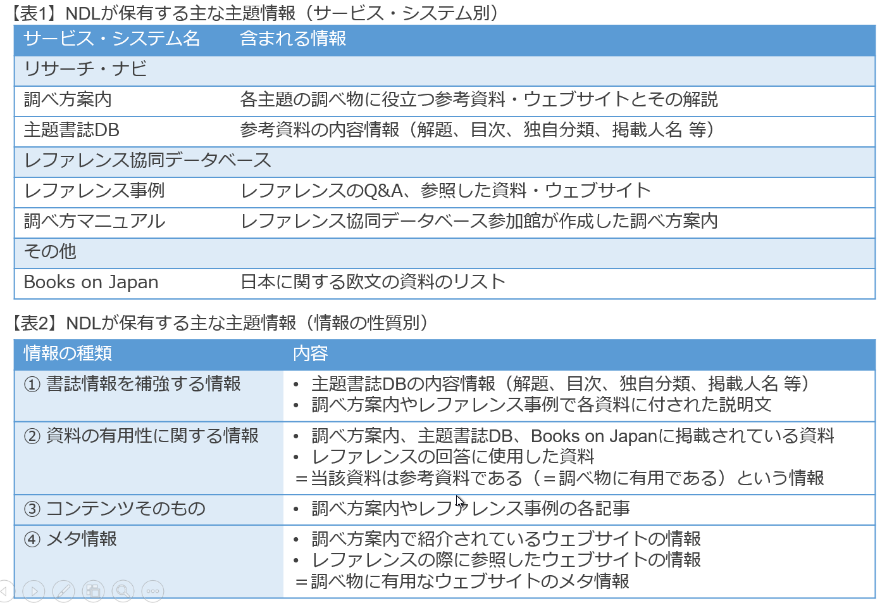 【表1】NDLが保有する主な主題情報（サービス・システム別）
サービス・システム名 含まれる情報
リサーチ・ナビ
調べ方案内 各主題の調べ物に役立つ参考資料・ウェブサイトとその解説
主題書誌DB 参考資料の内容情報（解題、目次、独自分類、掲載人名 等）
レファレンス協同データベース
レファレンス事例 レファレンスのQ&A、参照した資料・ウェブサイト
調べ方マニュアル レファレンス協同データベース参加館が作成した調べ方案内
その他
Books on Japan 日本に関する欧文の資料のリスト
【表2】NDLが保有する主な主題情報（情報の性質別）
情報の種類 内容
① 書誌情報を補強する情報 • 主題書誌DBの内容情報（解題、目次、独自分類、掲載人名 等）
• 調べ方案内やレファレンス事例で各資料に付された説明文
② 資料の有用性に関する情報 • 調べ方案内、主題書誌DB、Books on Japanに掲載されている資料
• レファレンスの回答に使用した資料
＝当該資料は参考資料である（＝調べ物に有用である）という情報
③ コンテンツそのもの • 調べ方案内やレファレンス事例の各記事
④ メタ情報 • 調べ方案内で紹介されているウェブサイトの情報
• レファレンスの際に参照したウェブサイトの情報
＝調べ物に有用なウェブサイトのメタ情報